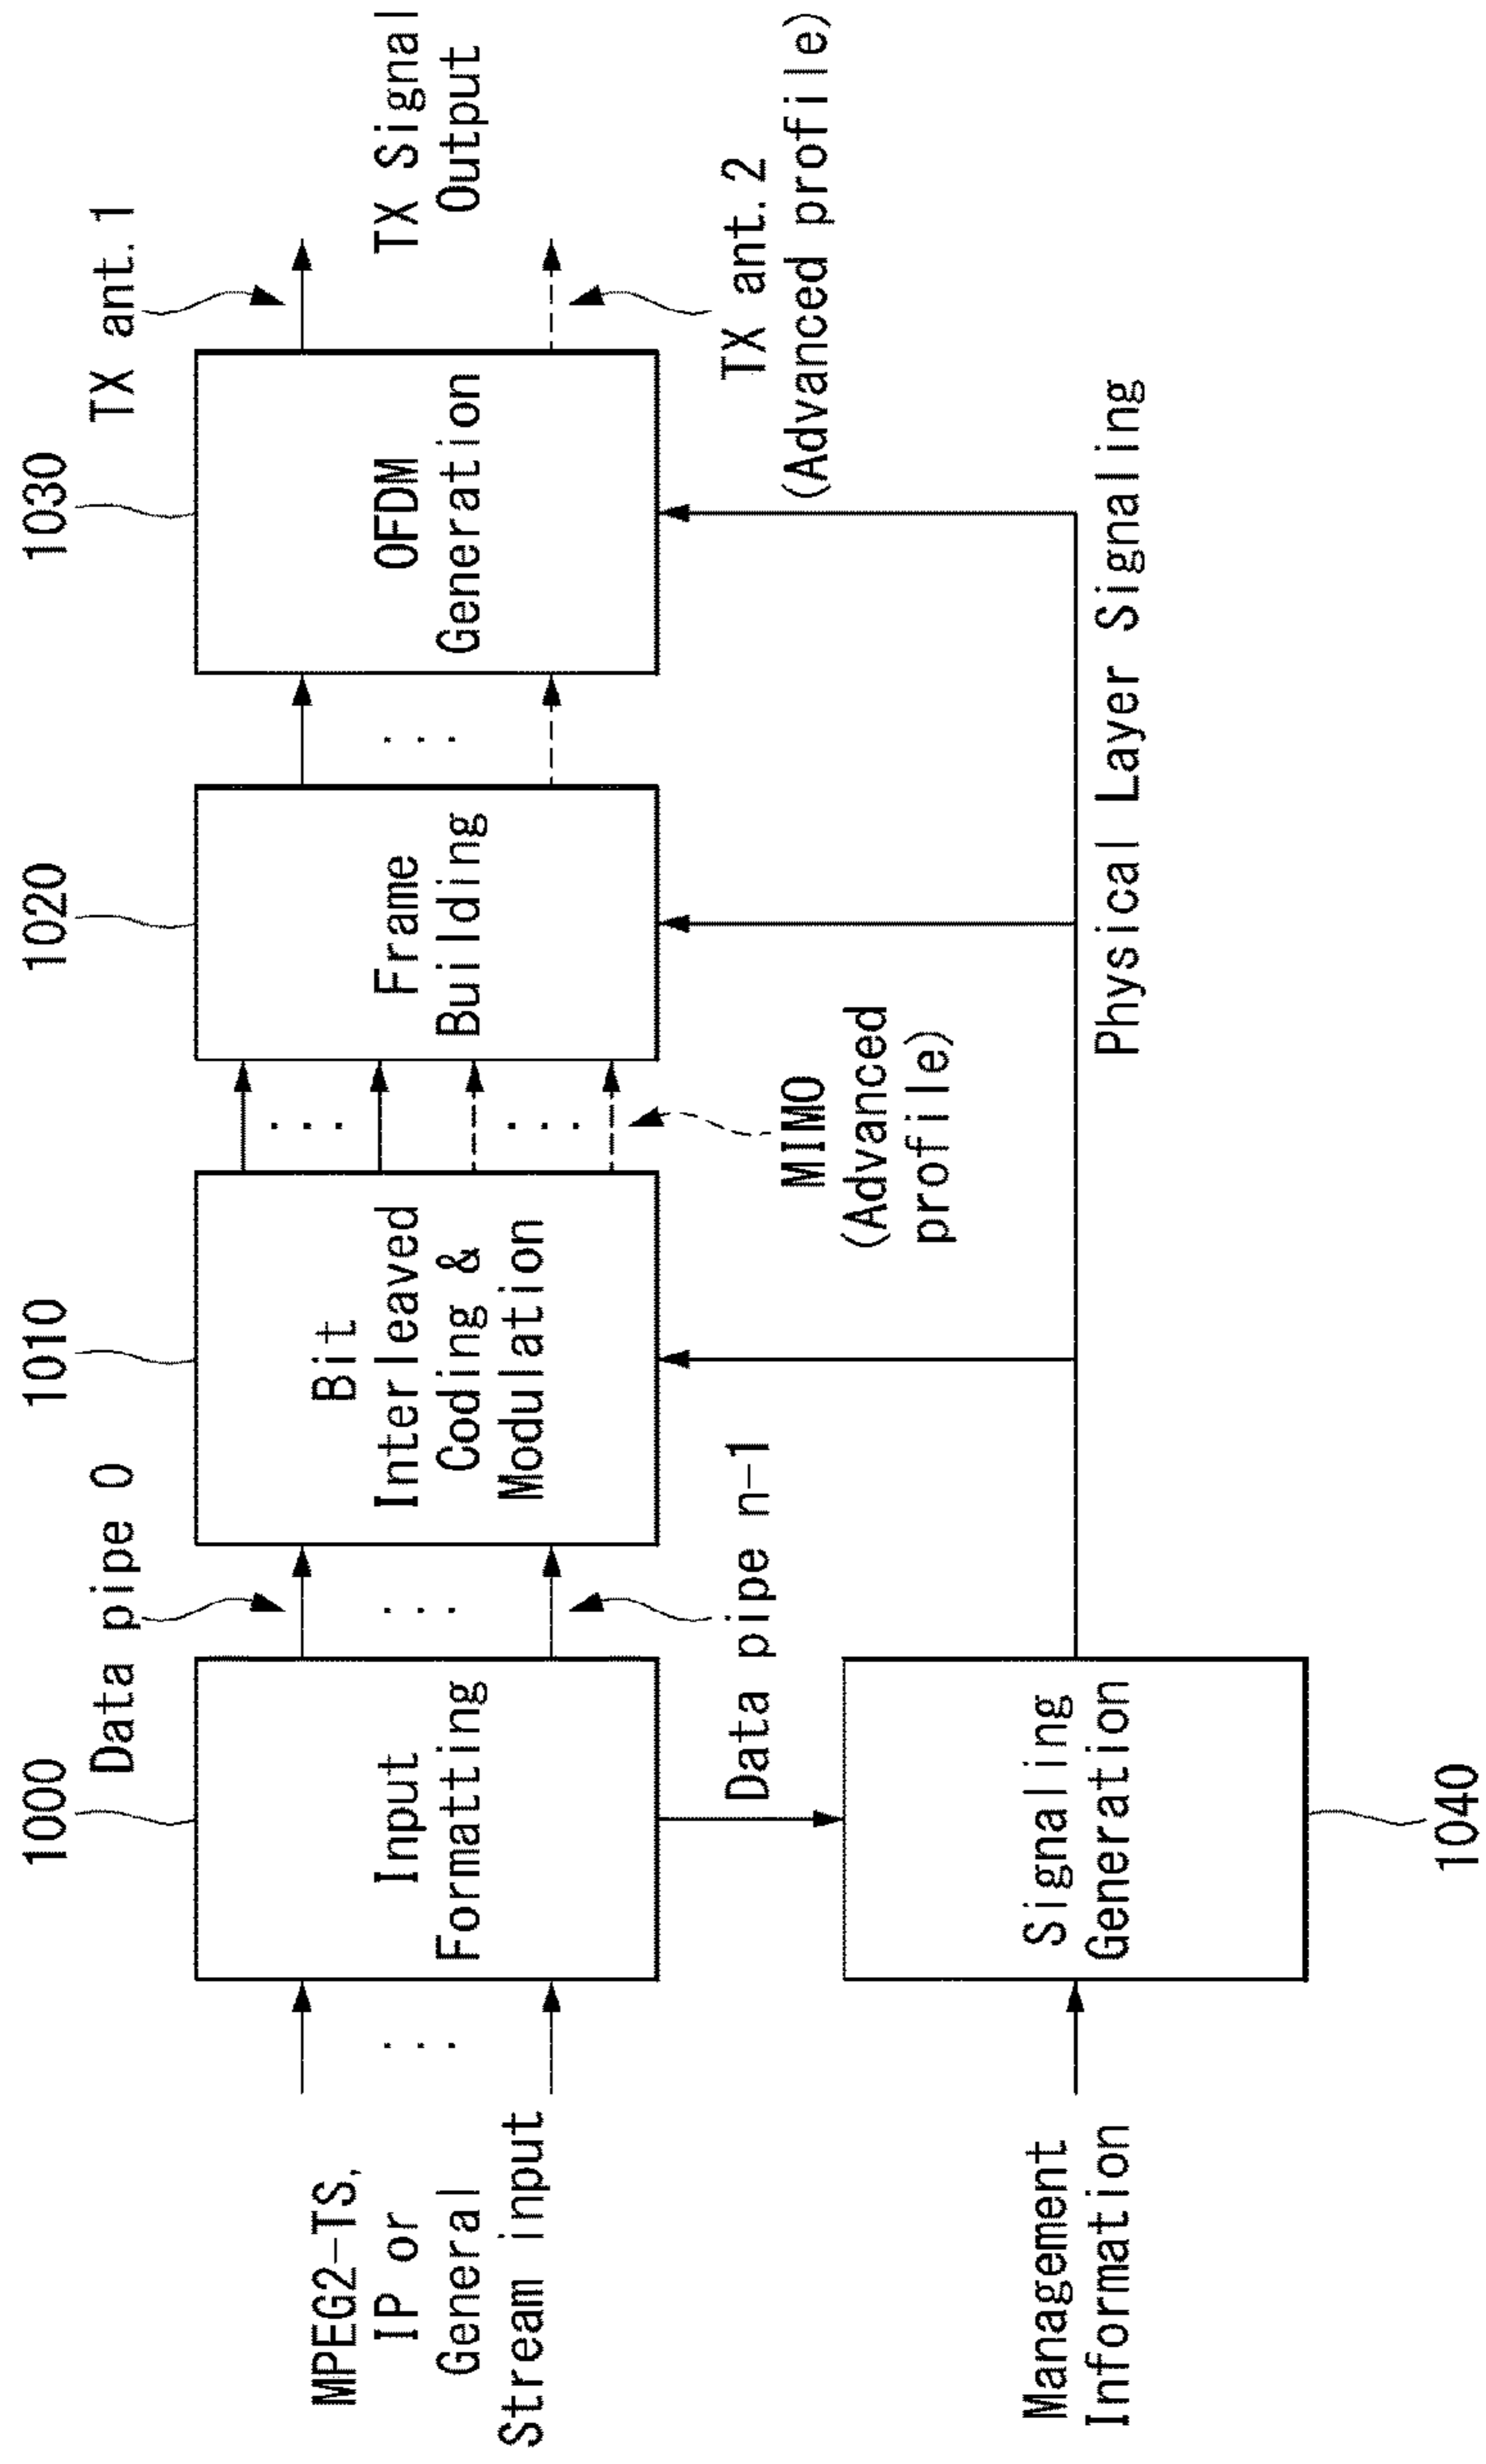 1000
1010
1020
1030
Data pipe 0
TX ant.1
MPEG2-TS,
IP or
General
Stream input
Input
Formatting
Bit
Interleaved
Coding &
Modulation
Frame
Building
OFDM
Generation
TX Signal
Output
Data pipe n-1
MIMO
(Advanced
profile)
TX ant.2
(Advanced profile)
Management
Information
Signaling
Generation
Physical Layer Signaling
1040